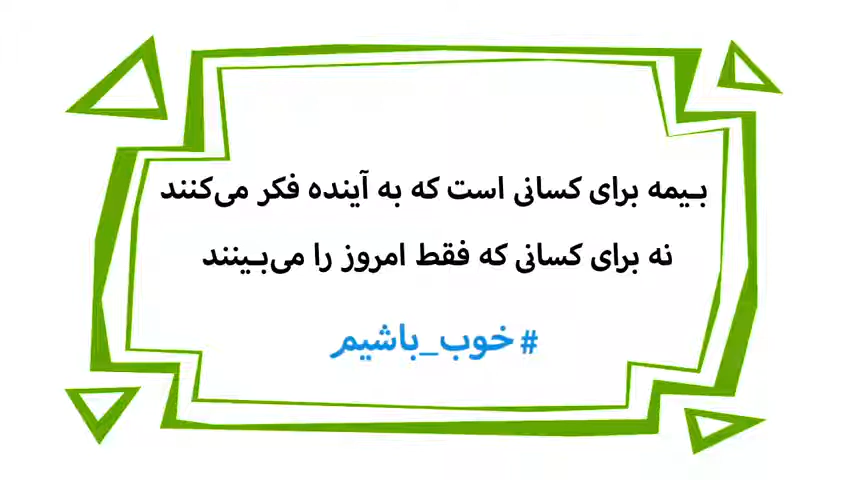 بیمه برای کسانی است که به آینده فکر می‌کنند
نه برای کسانی که فقط امروز را می‌بینند
#خوب_باشیم